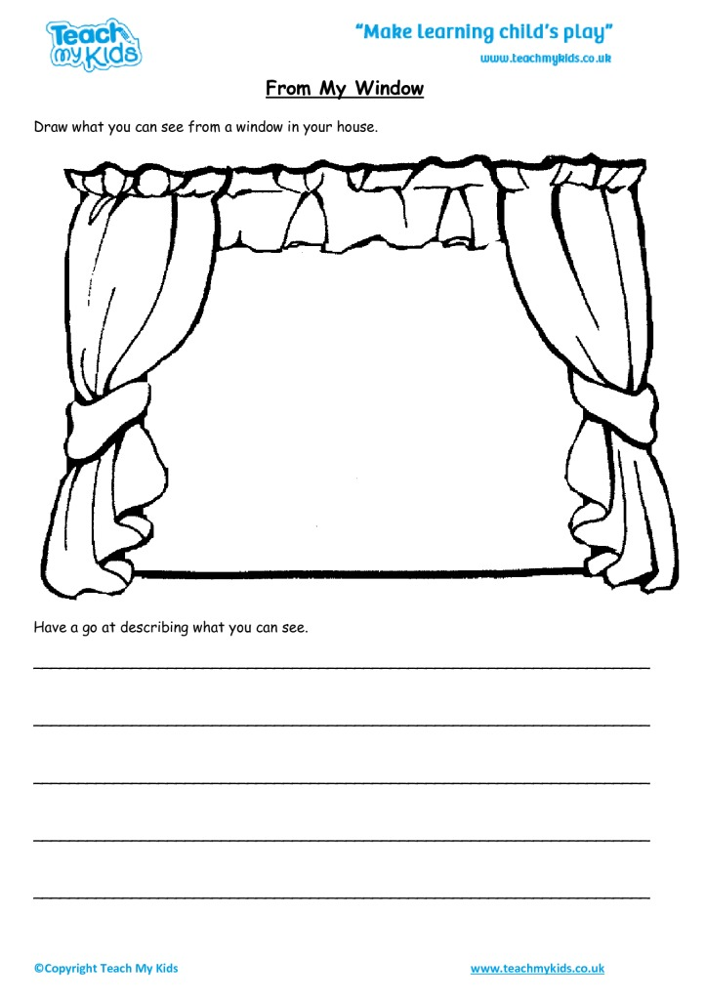 Teach
my Kids
“Make learning child’s play”
www.teachmykids.co.uk
From My Window
Draw what you can see from a window in your house.
Have a go at describing what you can see.
©Copyright Teach My Kids
www.teachmykids.co.uk